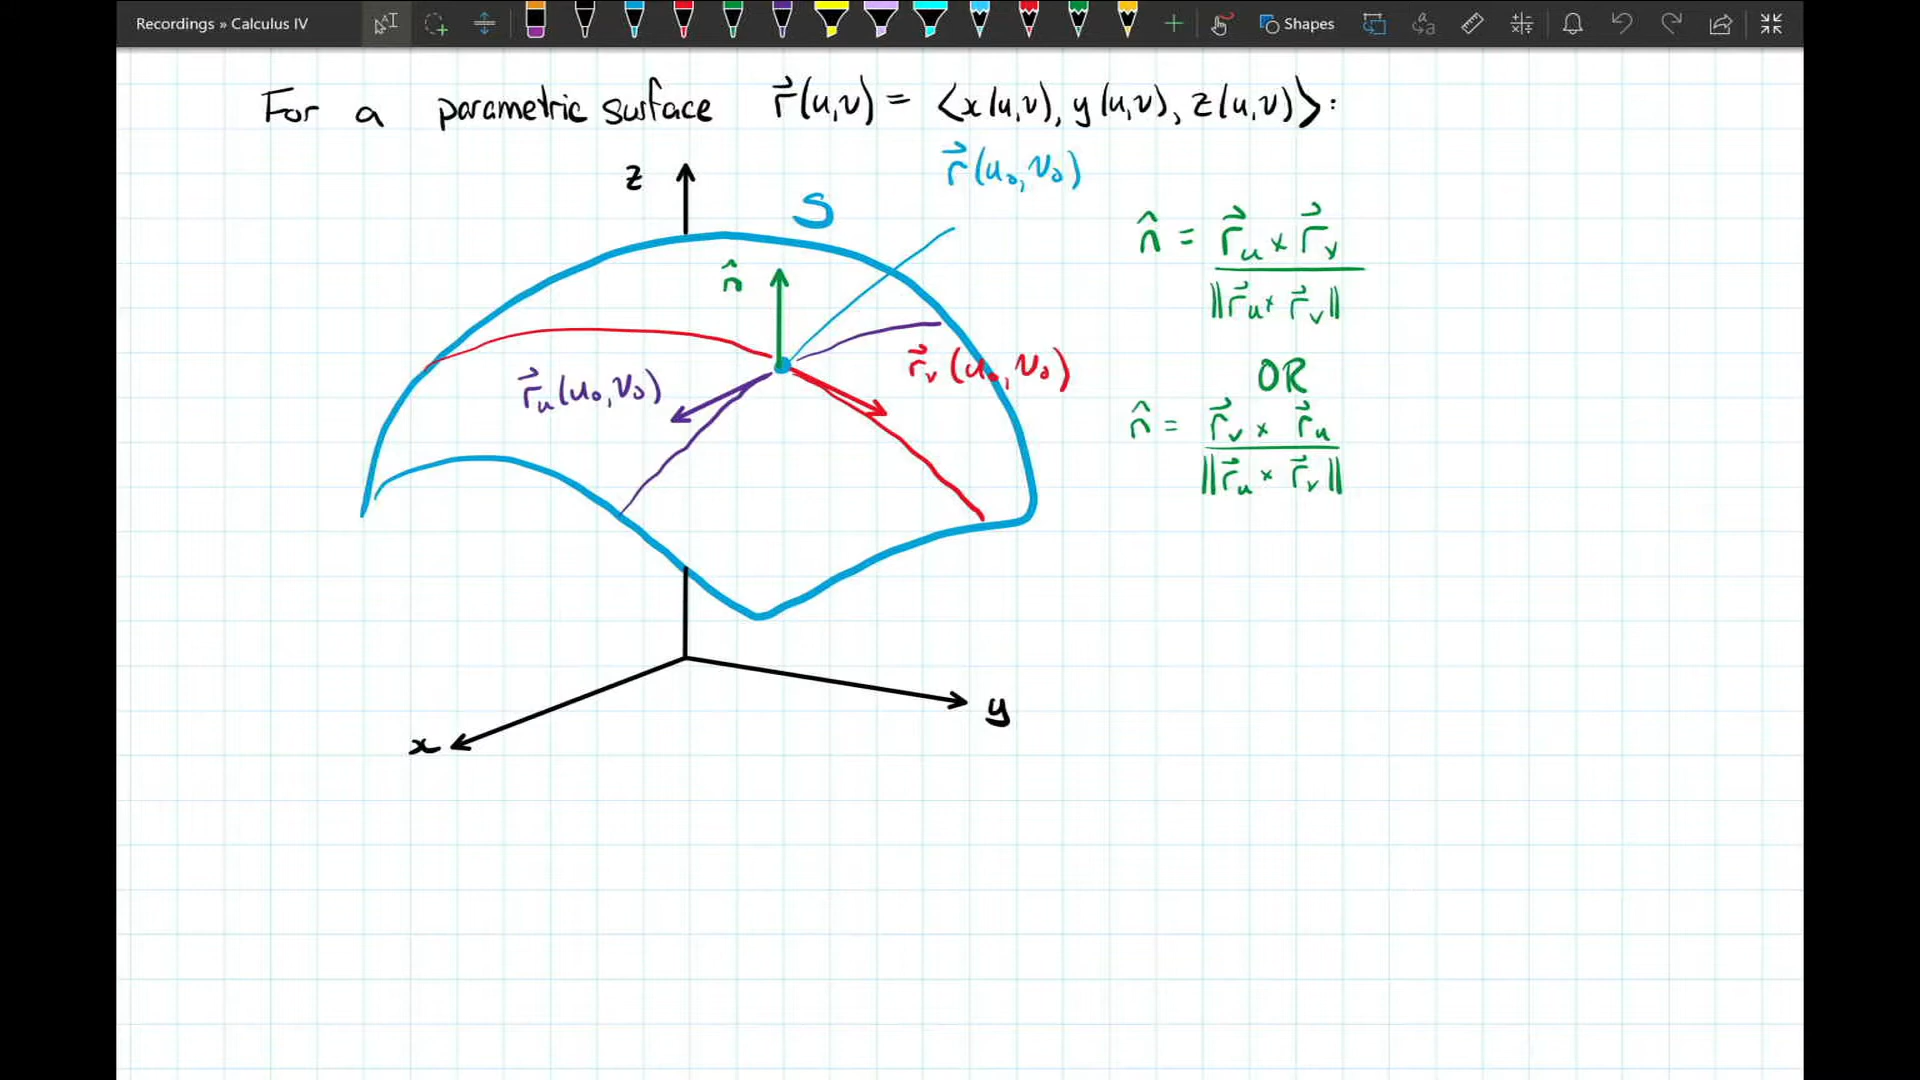 Recordings » Calculus IV
Shapes
For a parametric surface r⃗(u,v) = ⟨x(u,v), y(u,v), z(u,v)⟩:
r⃗(u₀,v₀)
z
S
n̂ = r⃗ᵤ × r⃗ᵥ
‖r⃗ᵤ × r⃗ᵥ‖
n̂
r⃗ᵥ(u₀,v₀)
r⃗ᵤ(u₀,v₀)
OR
n̂ = r⃗ᵥ × r⃗ᵤ
‖r⃗ᵤ × r⃗ᵥ‖
y
x